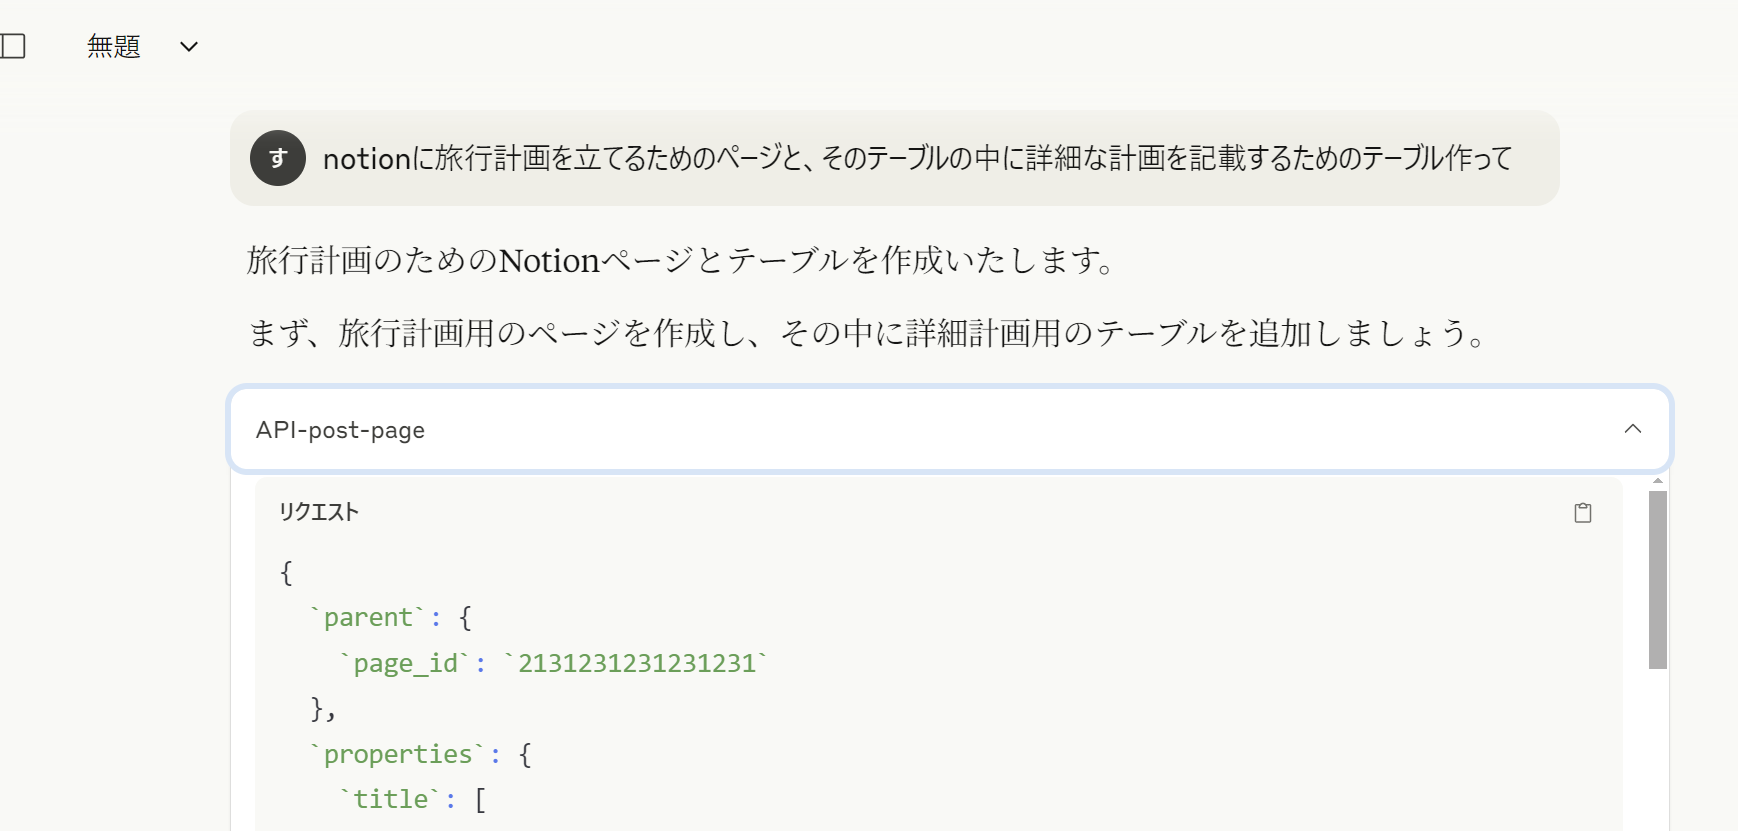 無題
す
notionに旅行計画を立てるためのページと、そのテーブルの中に詳細な計画を記載するためのテーブル作って
旅行計画のためのNotionページとテーブルを作成いたします。
まず、旅行計画用のページを作成し、その中に詳細計画用のテーブルを追加しましょう。
API-post-page
リクエスト
{
`parent`: {
`page_id`: `2131231231231231`
},
`properties`: {
`title`: [